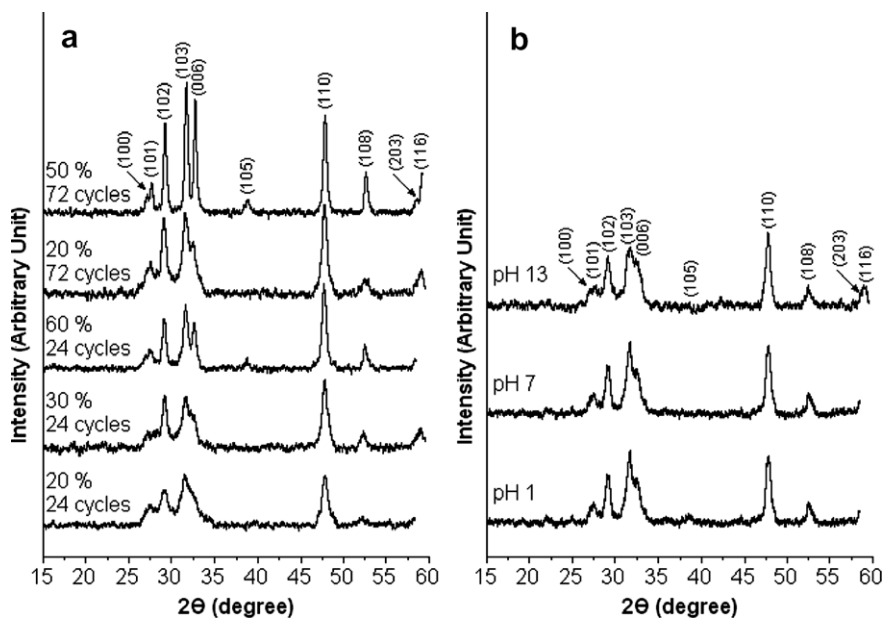 a
(100)
(101)
(102)
(103)
(006)
(105)
(110)
(108)
(203)
(116)
50 %
72 cycles
20 %
72 cycles
60 %
24 cycles
30 %
24 cycles
20 %
24 cycles
Intensity (Arbitrary Unit)
15 20 25 30 35 40 45 50 55 60
2Θ (degree)
b
(100)
(101)
(102)
(103)
(006)
(105)
(110)
(108)
(203)
(116)
pH 13
pH 7
pH 1
Intensity (Arbitrary Unit)
15 20 25 30 35 40 45 50 55 60
2Θ (degree)